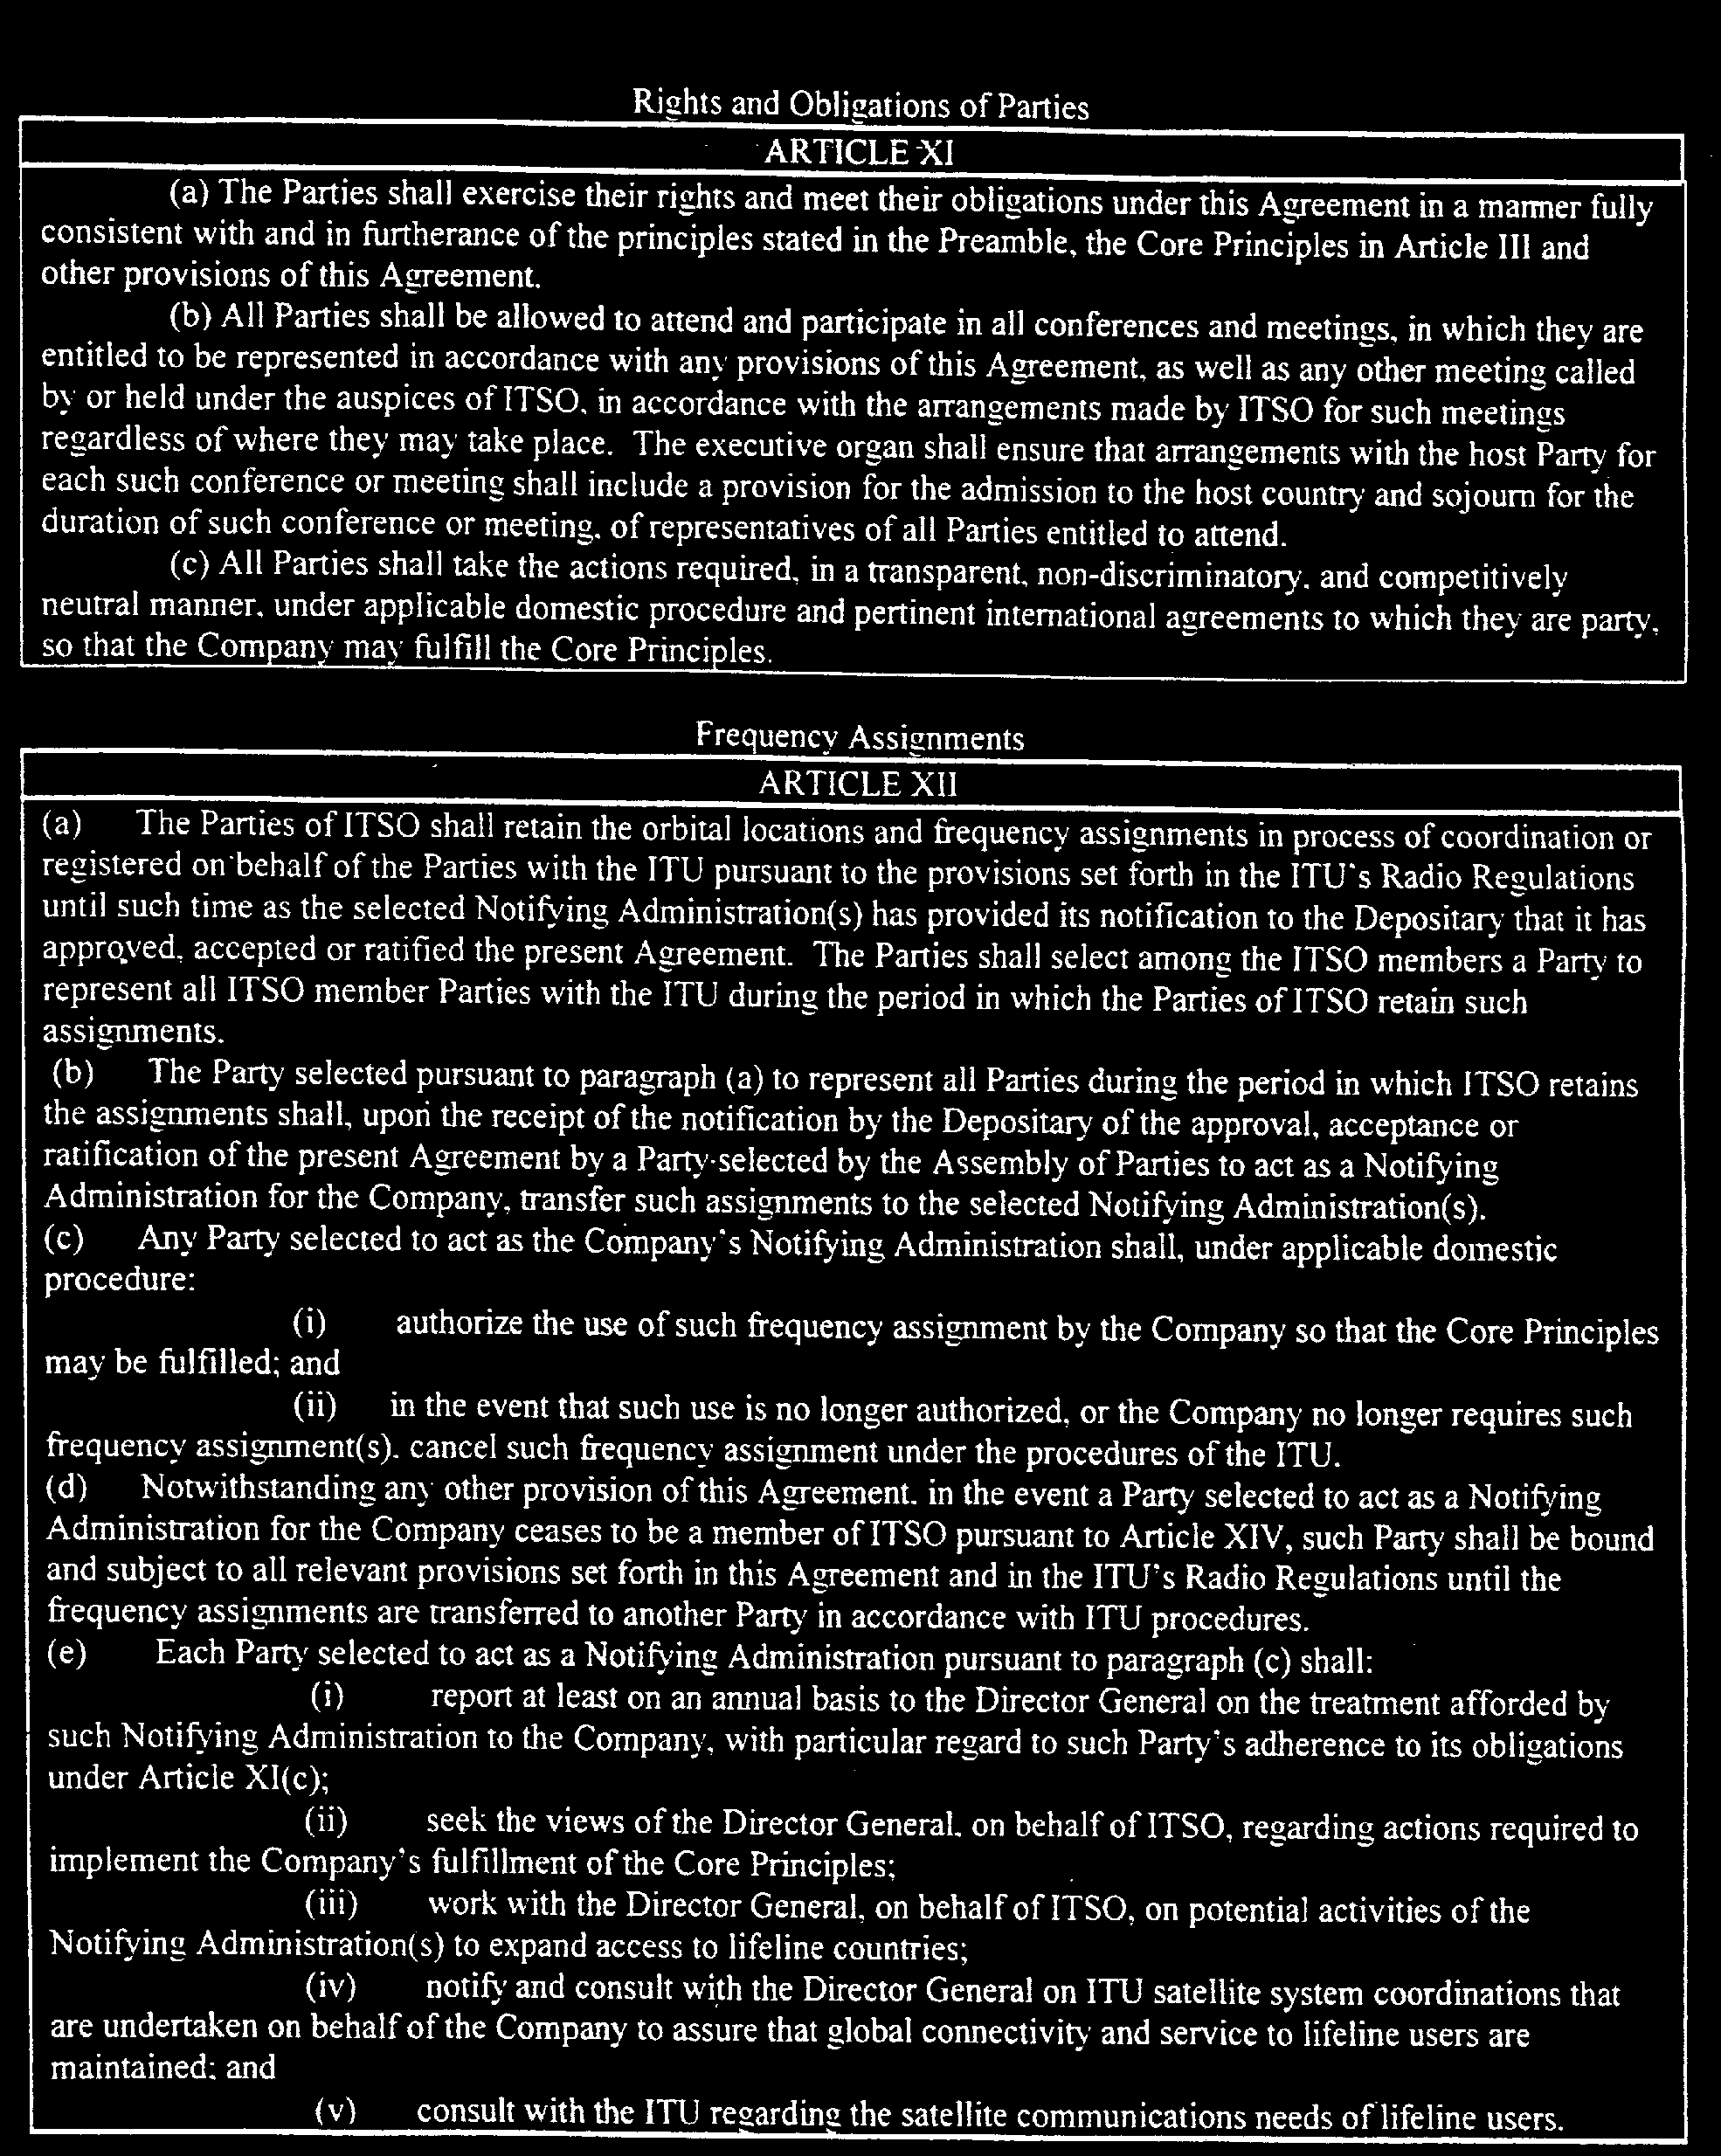 Rights and Obligations of Parties
ARTICLE XI
(a) The Parties shall exercise their rights and meet their obligations under this Agreement in a manner fully
consistent with and in furtherance of the principles stated in the Preamble, the Core Principles in Article III and
other provisions of this Agreement.
(b) All Parties shall be allowed to attend and participate in all conferences and meetings, in which they are
entitled to be represented in accordance with any provisions of this Agreement, as well as any other meeting called
by or held under the auspices of ITSO, in accordance with the arrangements made by ITSO for such meetings
regardless of where they may take place. The executive organ shall ensure that arrangements with the host Party for
each such conference or meeting shall include a provision for the admission to the host country and sojourn for the
duration of such conference or meeting, of representatives of all Parties entitled to attend.
(c) All Parties shall take the actions required, in a transparent, non-discriminatory, and competitively
neutral manner, under applicable domestic procedure and pertinent international agreements to which they are party,
so that the Company may fulfill the Core Principles.
Frequency Assignments
ARTICLE XII
(a) The Parties of ITSO shall retain the orbital locations and frequency assignments in process of coordination or
registered on behalf of the Parties with the ITU pursuant to the provisions set forth in the ITU's Radio Regulations
until such time as the selected Notifying Administration(s) has provided its notification to the Depositary that it has
approved, accepted or ratified the present Agreement. The Parties shall select among the ITSO members a Party to
represent all ITSO member Parties with the ITU during the period in which the Parties of ITSO retain such
assignments.
(b) The Party selected pursuant to paragraph (a) to represent all Parties during the period in which ITSO retains
the assignments shall, upon the receipt of the notification by the Depositary of the approval, acceptance or
ratification of the present Agreement by a Party selected by the Assembly of Parties to act as a Notifying
Administration for the Company, transfer such assignments to the selected Notifying Administration(s).
(c) Any Party selected to act as the Company's Notifying Administration shall, under applicable domestic
procedure:
(i) authorize the use of such frequency assignment by the Company so that the Core Principles
may be fulfilled; and
(ii) in the event that such use is no longer authorized, or the Company no longer requires such
frequency assignment(s), cancel such frequency assignment under the procedures of the ITU.
(d) Notwithstanding any other provision of this Agreement, in the event a Party selected to act as a Notifying
Administration for the Company ceases to be a member of ITSO pursuant to Article XIV, such Party shall be bound
and subject to all relevant provisions set forth in this Agreement and in the ITU's Radio Regulations until the
frequency assignments are transferred to another Party in accordance with ITU procedures.
(e) Each Party selected to act as a Notifying Administration pursuant to paragraph (c) shall:
(i) report at least on an annual basis to the Director General on the treatment afforded by
such Notifying Administration to the Company, with particular regard to such Party's adherence to its obligations
under Article XI(c);
(ii) seek the views of the Director General, on behalf of ITSO, regarding actions required to
implement the Company's fulfillment of the Core Principles;
(iii) work with the Director General, on behalf of ITSO, on potential activities of the
Notifying Administration(s) to expand access to lifeline countries;
(iv) notify and consult with the Director General on ITU satellite system coordinations that
are undertaken on behalf of the Company to assure that global connectivity and service to lifeline users are
maintained; and
(v) consult with the ITU regarding the satellite communications needs of lifeline users.